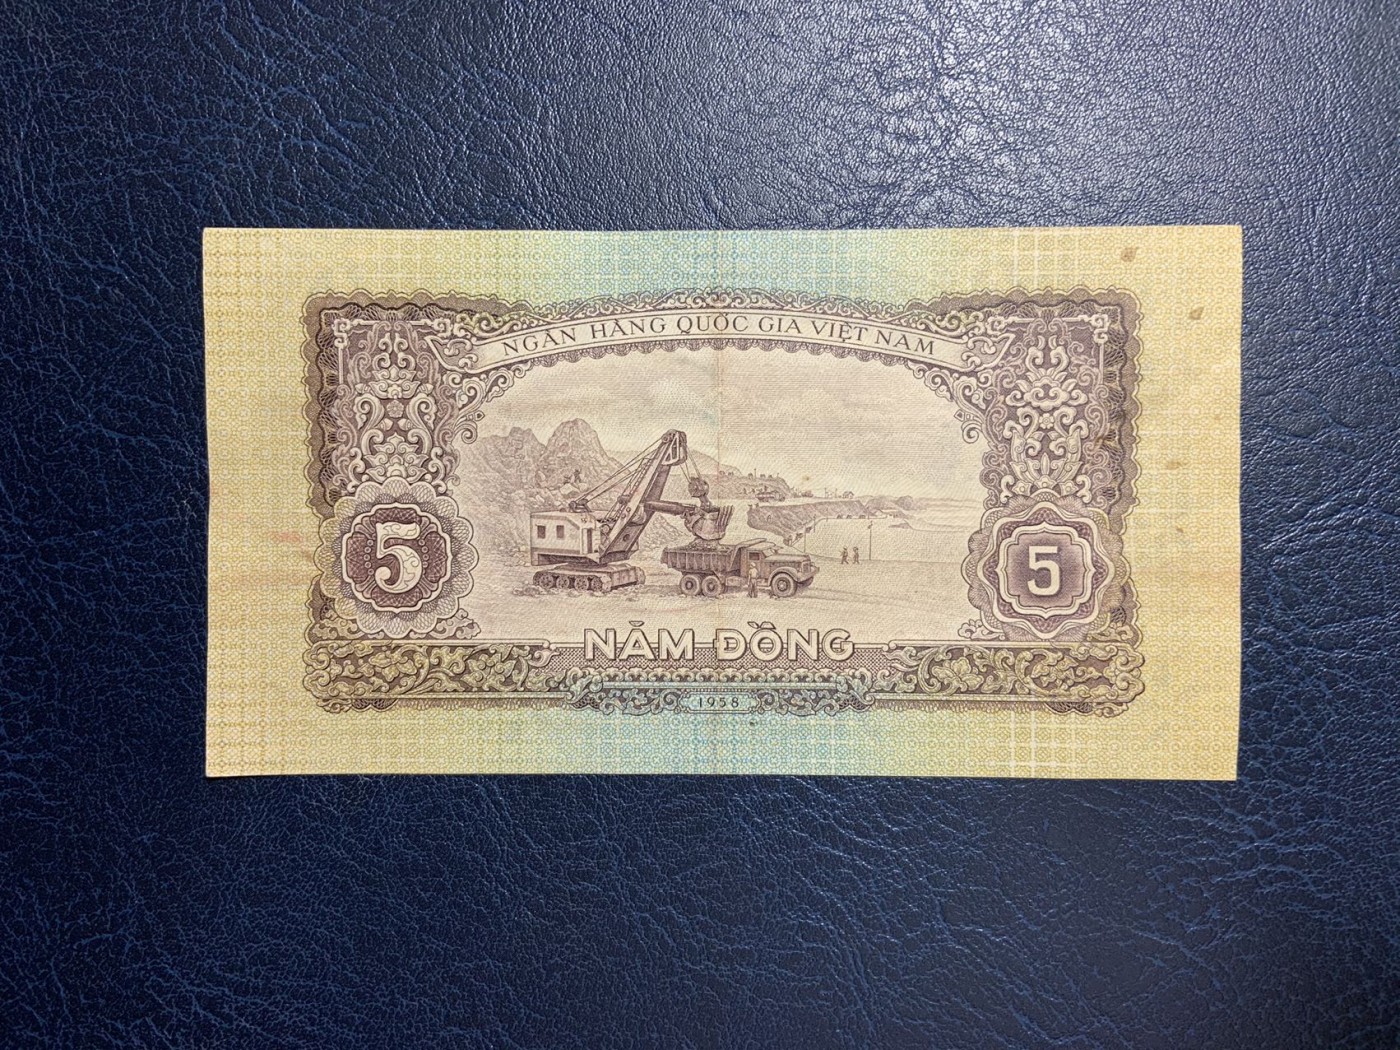 NGÂN HÀNG QUỐC GIA VIỆT NAM
5
5
NĂM ĐỒNG
1958